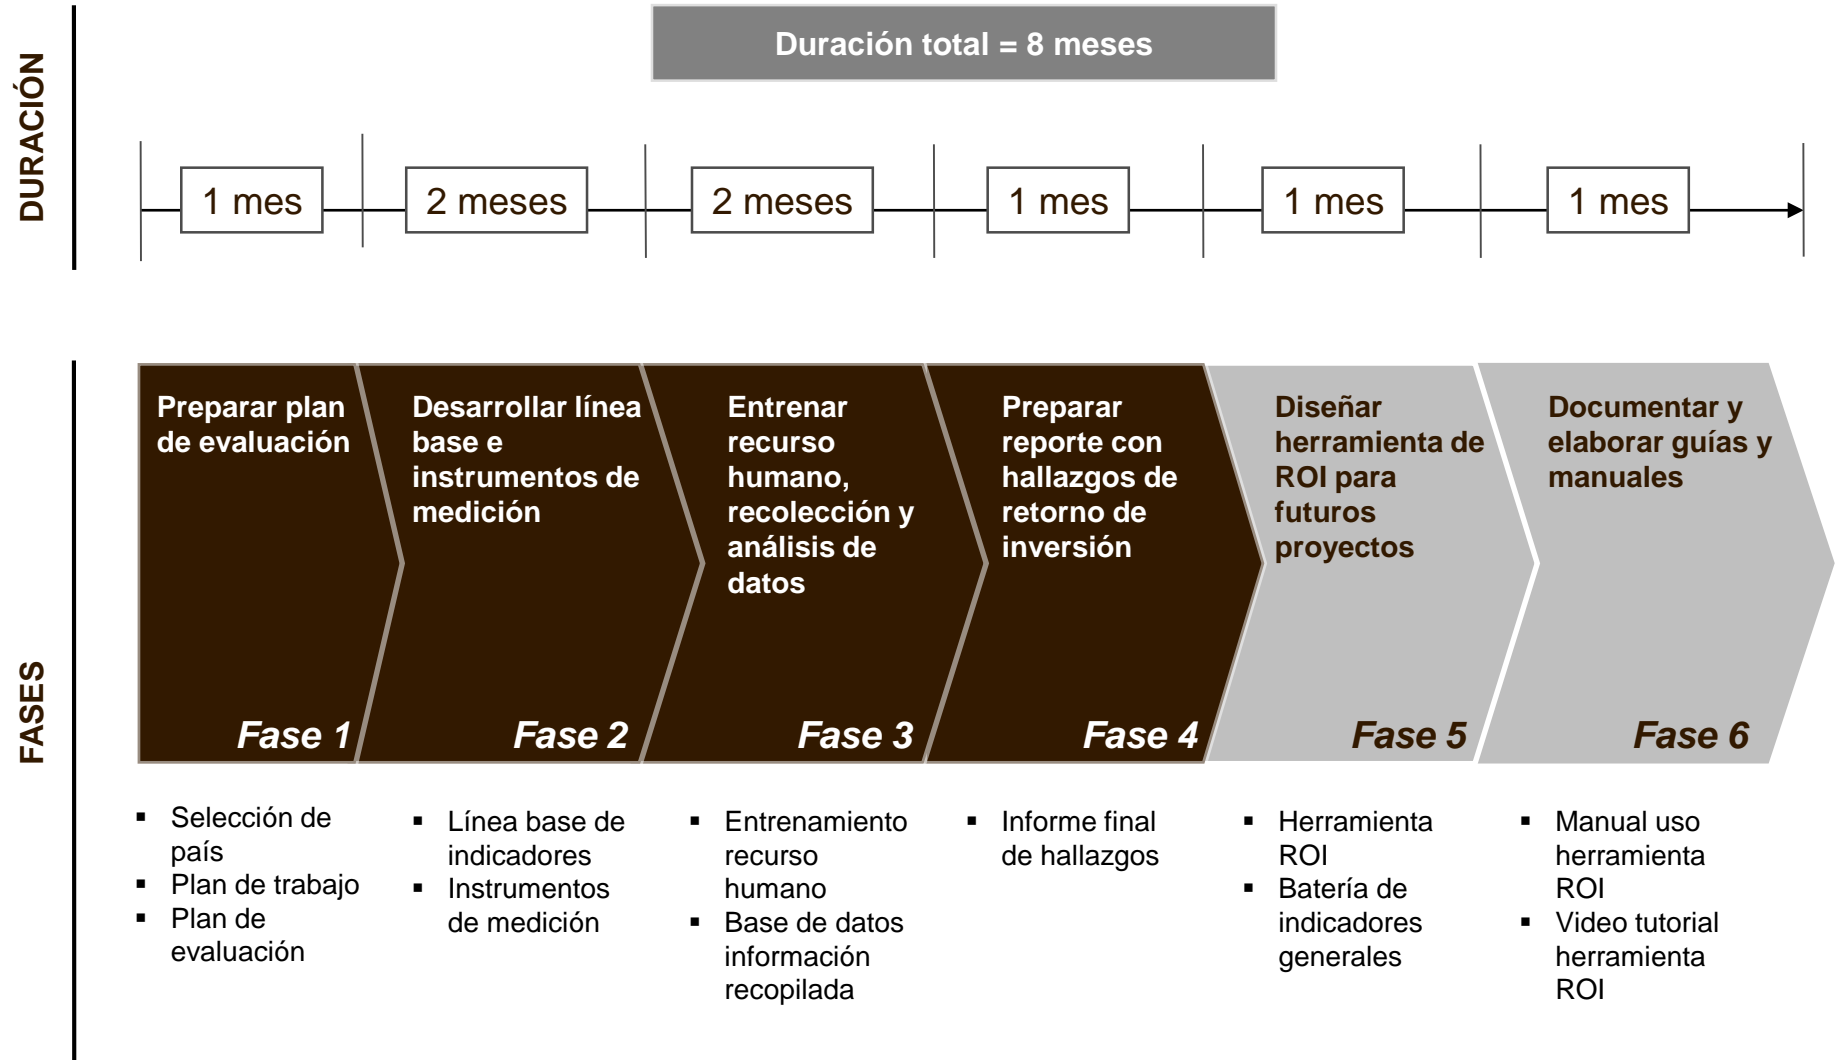 DURACIÓN
Duración total = 8 meses
1 mes
2 meses
2 meses
1 mes
1 mes
1 mes
FASES
Preparar plan
de evaluación
Fase 1
Desarrollar línea
base e
instrumentos de
medición
Fase 2
Entrenar
recurso
humano,
recolección y
análisis de
datos
Fase 3
Preparar
reporte con
hallazgos de
retorno de
inversión
Fase 4
Diseñar
herramienta de
ROI para
futuros
proyectos
Fase 5
Documentar y
elaborar guías y
manuales
Fase 6
▪ Selección de
país
▪ Plan de trabajo
▪ Plan de
evaluación
▪ Línea base de
indicadores
▪ Instrumentos
de medición
▪ Entrenamiento
recurso
humano
▪ Base de datos
información
recopilada
▪ Informe final
de hallazgos
▪ Herramienta
ROI
▪ Batería de
indicadores
generales
▪ Manual uso
herramienta
ROI
▪ Video tutorial
herramienta
ROI